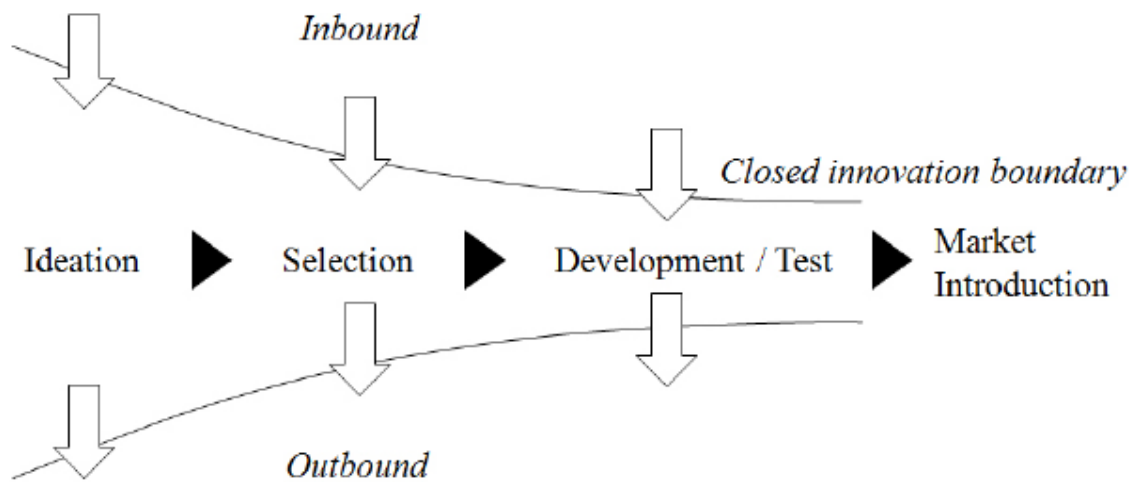 Inbound
Closed innovation boundary
Ideation
Selection
Development / Test
Market
Introduction
Outbound